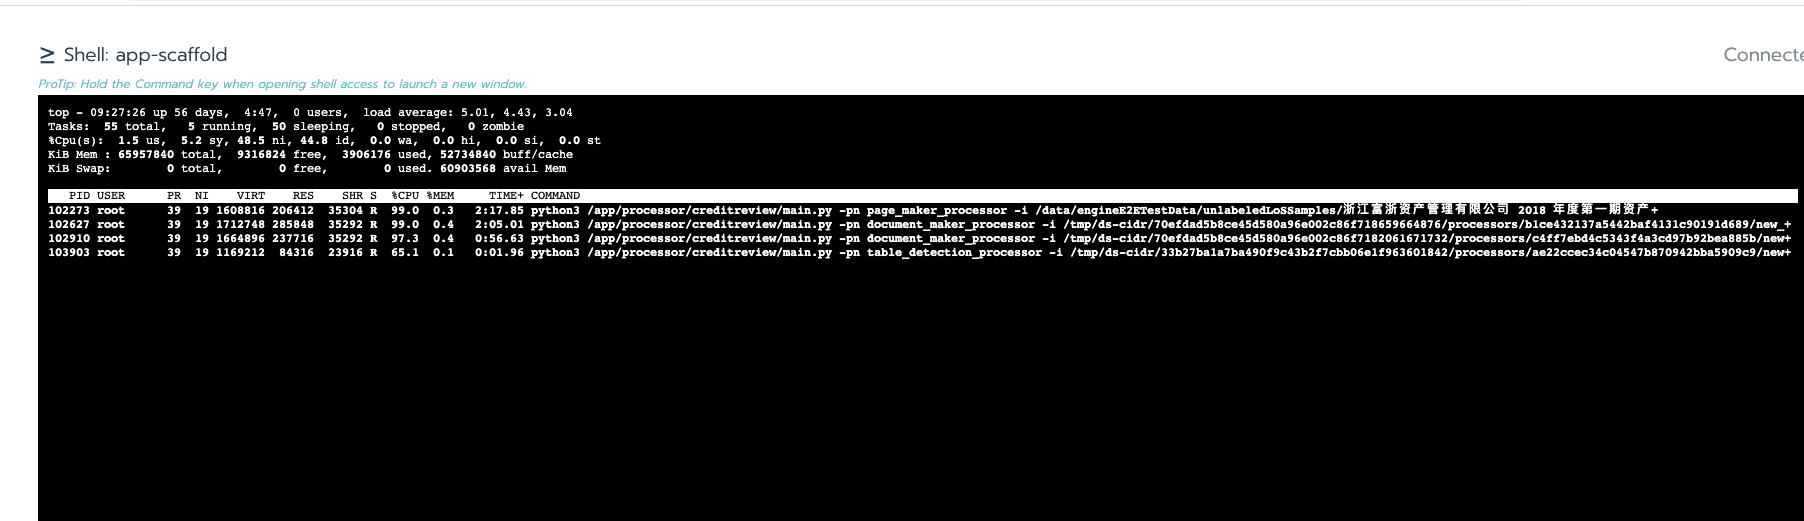 ≥ Shell: app-scaffold
Connecte
ProTip: Hold the Command key when opening shell access to launch a new window.
top - 09:27:26 up 56 days,  4:47,  0 users,  load average: 5.01, 4.43, 3.04
Tasks:  55 total,   5 running,  50 sleeping,   0 stopped,   0 zombie
%Cpu(s):  1.5 us,  5.2 sy, 48.5 ni, 44.8 id,  0.0 wa,  0.0 hi,  0.0 si,  0.0 st
KiB Mem : 65957840 total,  9316824 free,  3906176 used, 52734840 buff/cache
KiB Swap:        0 total,        0 free,        0 used. 60903568 avail Mem
PID USER      PR  NI    VIRT    RES    SHR S  %CPU %MEM     TIME+ COMMAND
102273 root      39  19 1608816 206412  35304 R  99.0  0.3   2:17.85 python3 /app/processor/creditreview/main.py -pn page_maker_processor -i /data/engineE2ETestData/unlabeledLoSSamples/浙江富浙资产管理有限公司 2018 年度第一期资产+
102627 root      39  19 1712748 285848  35292 R  99.0  0.4   2:05.01 python3 /app/processor/creditreview/main.py -pn document_maker_processor -i /tmp/ds-cidr/70efdad5b8ce45d580a96e002c86f718659664876/processors/b1ce432137a5442baf4131c90191d689/new_+
102910 root      39  19 1664896 237716  35292 R  97.3  0.4   0:56.63 python3 /app/processor/creditreview/main.py -pn document_maker_processor -i /tmp/ds-cidr/70efdad5b8ce45d580a96e002c86f7182061671732/processors/c4ff7ebd4c5343f4a3cd97b92bea885b/new+
103903 root      39  19 1169212  84316  23916 R  65.1  0.1   0:01.96 python3 /app/processor/creditreview/main.py -pn table_detection_processor -i /tmp/ds-cidr/33b27ba1a7ba490f9c43b2f7cbb06e1f963601842/processors/ae22ccec34c04547b870942bba5909c9/new+